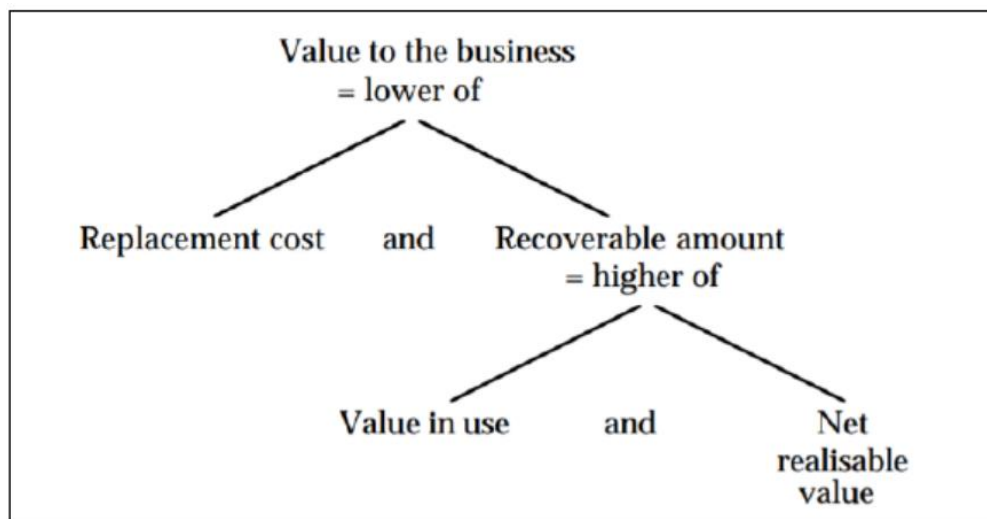 Value to the business
= lower of
Replacement cost and Recoverable amount
= higher of
Value in use and Net
realisable
value